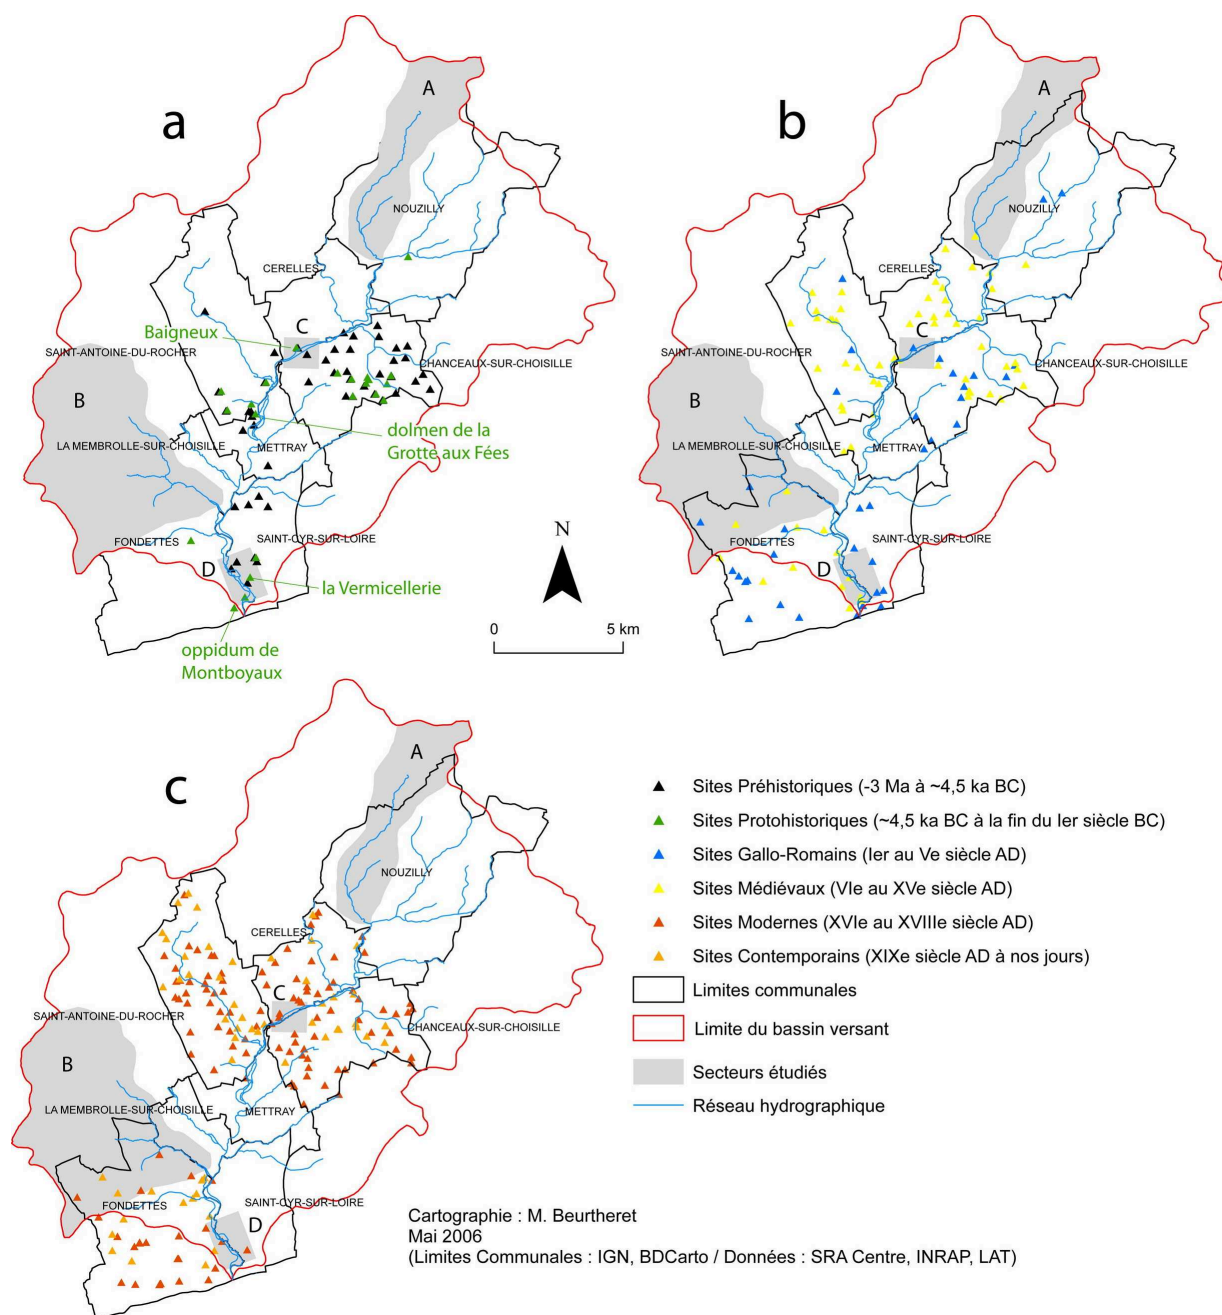 a
A
NOUZILLY
CERELLES
C
Baigneux
SAINT-ANTOINE-DU-ROCHER
CHANCEAUX-SUR-CHOISILLE
B
dolmen de la
Grotte aux Fées
LA MEMBROLLE-SUR-CHOISILLE
METTRAY
FONDETTES
SAINT-CYR-SUR-LOIRE
D
la Vermicellerie
oppidum de
Montboyaux
N
0 5 km
b
A
NOUZILLY
CERELLES
C
SAINT-ANTOINE-DU-ROCHER
CHANCEAUX-SUR-CHOISILLE
B
LA MEMBROLLE-SUR-CHOISILLE
METTRAY
FONDETTES
SAINT-CYR-SUR-LOIRE
D
c
A
NOUZILLY
CERELLES
C
SAINT-ANTOINE-DU-ROCHER
CHANCEAUX-SUR-CHOISILLE
B
LA MEMBROLLE-SUR-CHOISILLE
METTRAY
FONDETTES
SAINT-CYR-SUR-LOIRE
D
Sites Préhistoriques (-3 Ma à ~4,5 ka BC)
Sites Protohistoriques (~4,5 ka BC à la fin du Ier siècle BC)
Sites Gallo-Romains (Ier au Ve siècle AD)
Sites Médiévaux (VIe au XVe siècle AD)
Sites Modernes (XVIe au XVIIIe siècle AD)
Sites Contemporains (XIXe siècle AD à nos jours)
Limites communales
Limite du bassin versant
Secteurs étudiés
Réseau hydrographique
Cartographie : M. Beurtheret
Mai 2006
(Limites Communales : IGN, BDCarto / Données : SRA Centre, INRAP, LAT)